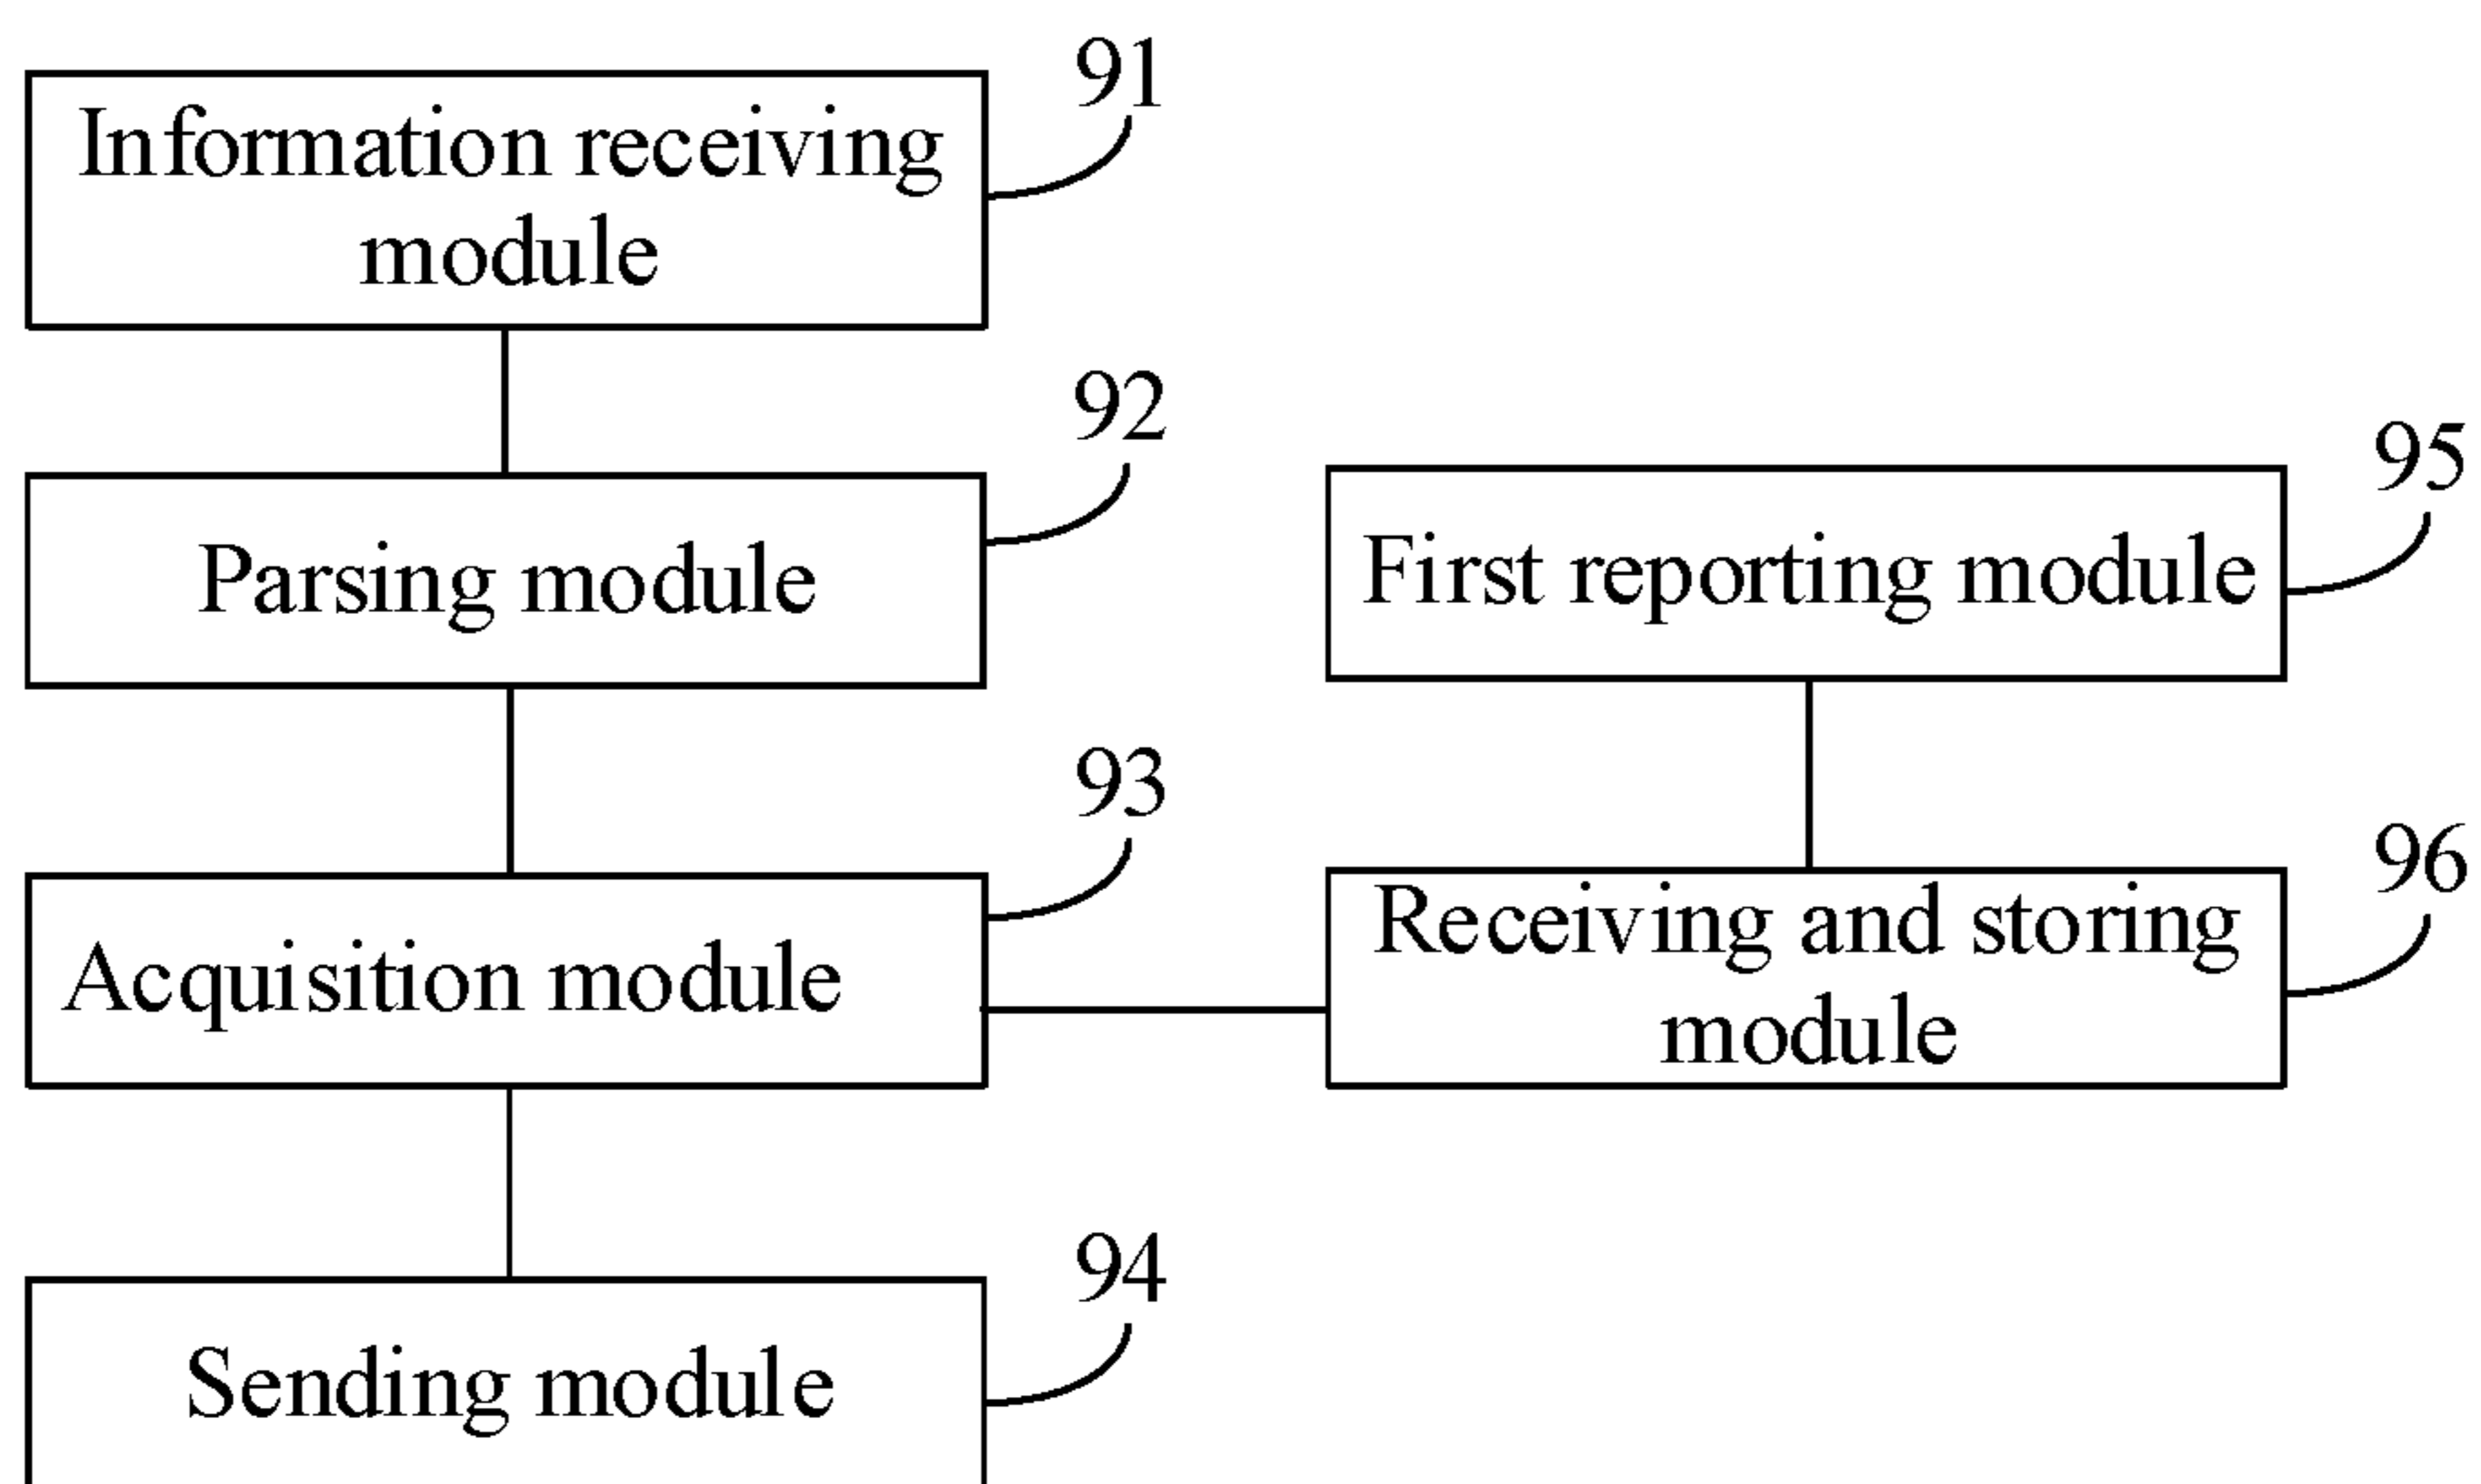 91
Information receiving
module
92
Parsing module
95
First reporting module
93
Acquisition module
96
Receiving and storing
module
94
Sending module